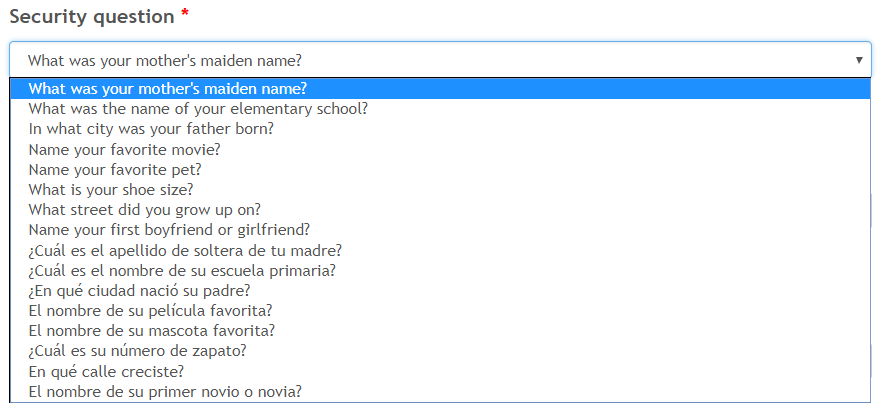 Security question *
What was your mother's maiden name?
What was your mother's maiden name?
What was the name of your elementary school?
In what city was your father born?
Name your favorite movie?
Name your favorite pet?
What is your shoe size?
What street did you grow up on?
Name your first boyfriend or girlfriend?
¿Cuál es el apellido de soltera de tu madre?
¿Cuál es el nombre de su escuela primaria?
¿En qué ciudad nació su padre?
El nombre de su película favorita?
El nombre de su mascota favorita?
¿Cuál es su número de zapato?
En qué calle creciste?
El nombre de su primer novio o novia?